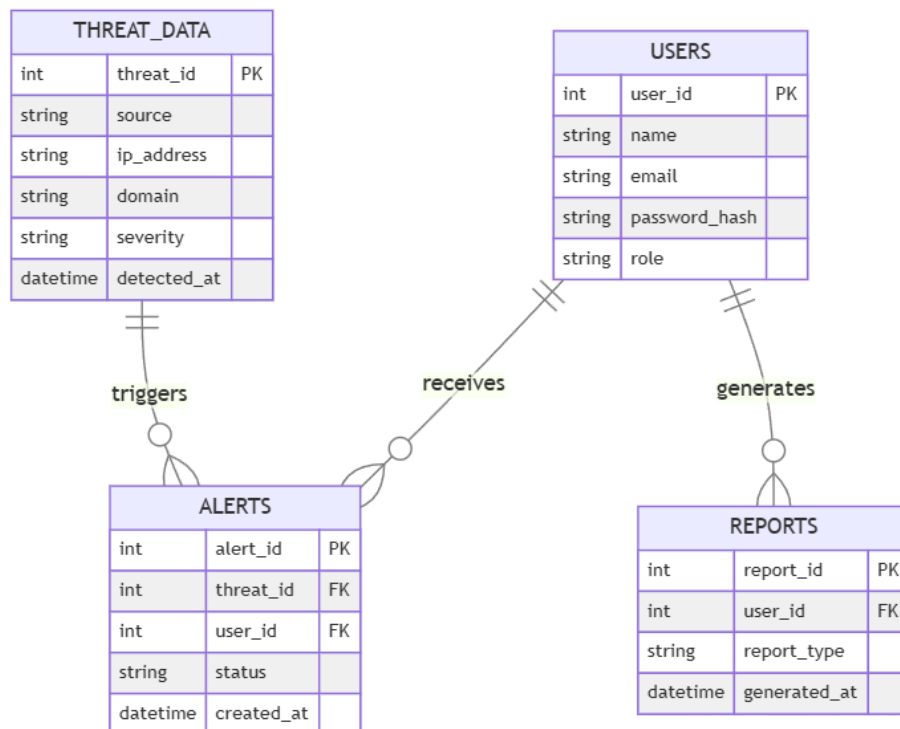 THREAT_DATA
int threat_id PK
string source
string ip_address
string domain
string severity
datetime detected_at
USERS
int user_id PK
string name
string email
string password_hash
string role
triggers
receives
generates
ALERTS
int alert_id PK
int threat_id FK
int user_id FK
string status
datetime created_at
REPORTS
int report_id PK
int user_id FK
string report_type
datetime generated_at